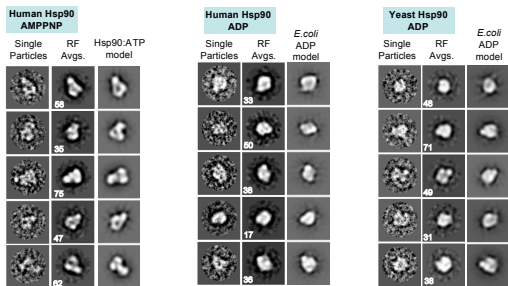 Human Hsp90
AMPPNP
Single
Particles
RF
Avgs.
Hsp90:ATP
model
58
35
75
47
62
Human Hsp90
ADP
Single
Particles
RF
Avgs.
E.coli
ADP
model
33
50
38
17
36
Yeast Hsp90
ADP
Single
Particles
RF
Avgs.
E.coli
ADP
model
48
71
49
31
38